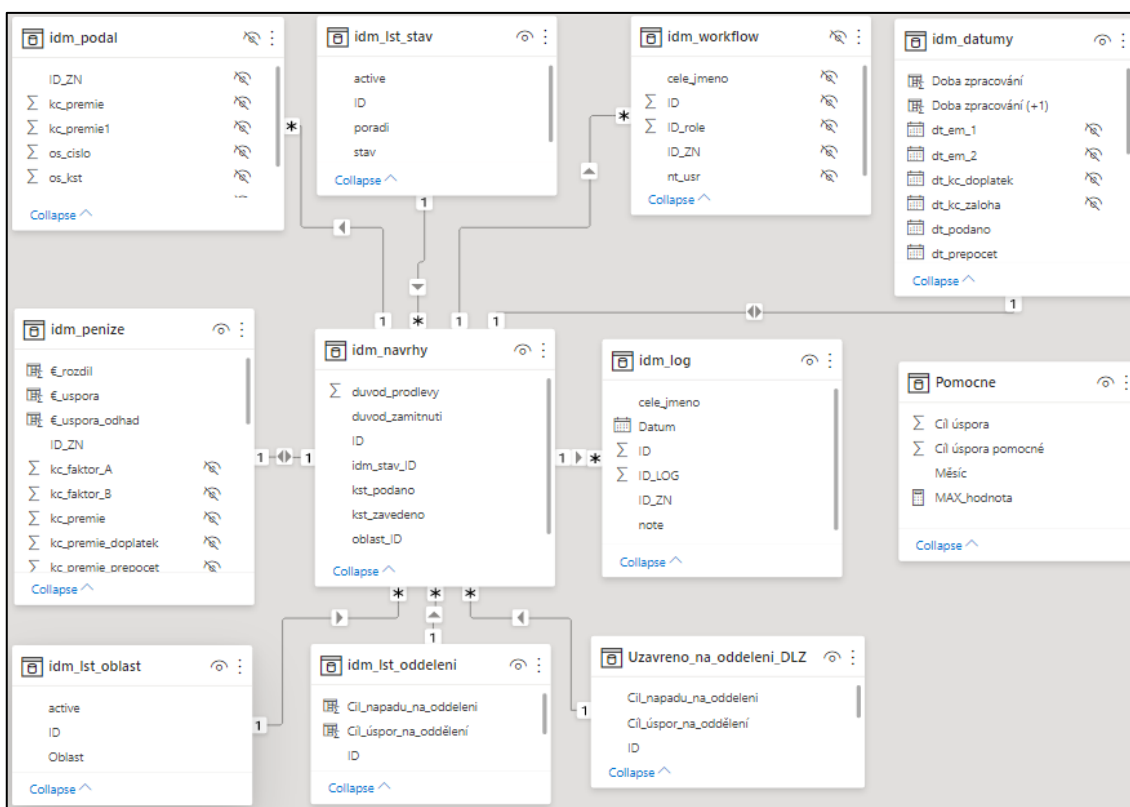 idm_podal
ID_ZN
kc_premie
kc_premie1
os_cislo
os_kst
Collapse
idm_lst_stav
active
ID
poradi
stav
Collapse
idm_workflow
cele_jmeno
ID
ID_role
ID_ZN
nt_usr
Collapse
idm_datumy
Doba zpracování
Doba zpracování (+1)
dt_em_1
dt_em_2
dt_kc_doplatek
dt_kc_zaloha
dt_podano
dt_prepocet
Collapse
*
1
*
1
1
*
1
1
idm_penize
€_rozdil
€_uspora
€_uspora_odhad
ID_ZN
kc_faktor_A
kc_faktor_B
kc_premie
kc_premie_doplatek
kc_premie_prepocet
Collapse
1
1
idm_navrhy
duvod_prodlevy
duvod_zamitnuti
ID
idm_stav_ID
kst_podano
kst_zavedeno
oblast_ID
Collapse
1
*
idm_log
cele_jmeno
Datum
ID
ID_LOG
ID_ZN
note
Collapse
Pomocne
Cíl úspora
Cíl úspora pomocné
Měsíc
MAX_hodnota
Collapse
*
*
*
1
1
1
idm_lst_oblast
active
ID
Oblast
Collapse
idm_lst_oddeleni
Cil_napadu_na_oddeleni
Cíl_úspor_na_oddělení
ID
Collapse
Uzavreno_na_oddeleni_DLZ
Cil_napadu_na_oddeleni
Cíl_úspor_na_oddělení
ID
Collapse